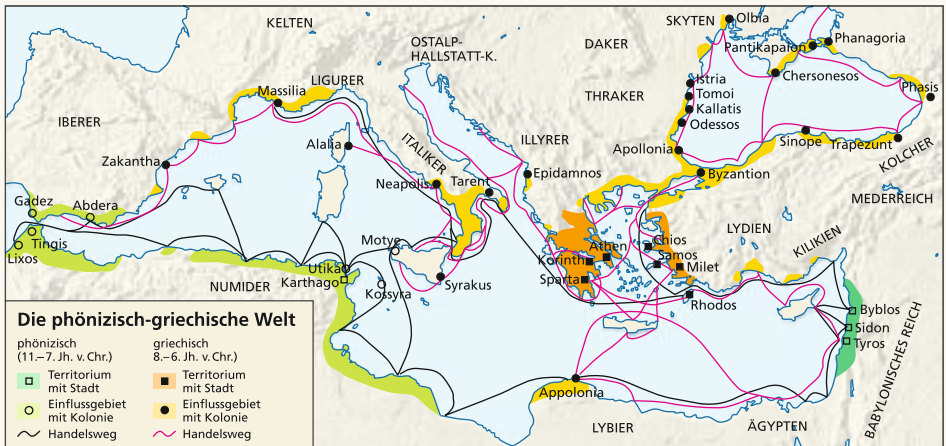 KELTEN
OSTALP-
HALLSTATT-K.
SKYTEN
Olbia
DAKER
Pantikapaion
Phanagoria
Chersonesos
LIGURER
Massilia
Istria
Tomoi
Kallatis
Odessos
Phasis
THRAKER
IBERER
ILLYRER
Alalia
ITALIKER
Apollonia
Sinope
Trapezunt
KOLCHER
Zakantha
Neapolis
Tarent
Epidamnos
Byzantion
MEDERREICH
Gadez
Abdera
LYDIEN
KILIKIEN
Tingis
Lixos
Motye
Athen
Chios
Korinth
Samos
Milet
Utika
Karthago
NUMIDER
Kossyra
Syrakus
Sparta
Rhodos
Byblos
Sidon
Tyros
BABYLONISCHES REICH
Appolonia
LYBIER
ÄGYPTEN
Die phönizisch-griechische Welt
phönizisch
(11.–7. Jh. v. Chr.)
griechisch
8.–6. Jh. v. Chr.)
Territorium
mit Stadt
Territorium
mit Stadt
Einflussgebiet
mit Kolonie
Einflussgebiet
mit Kolonie
Handelsweg
Handelsweg